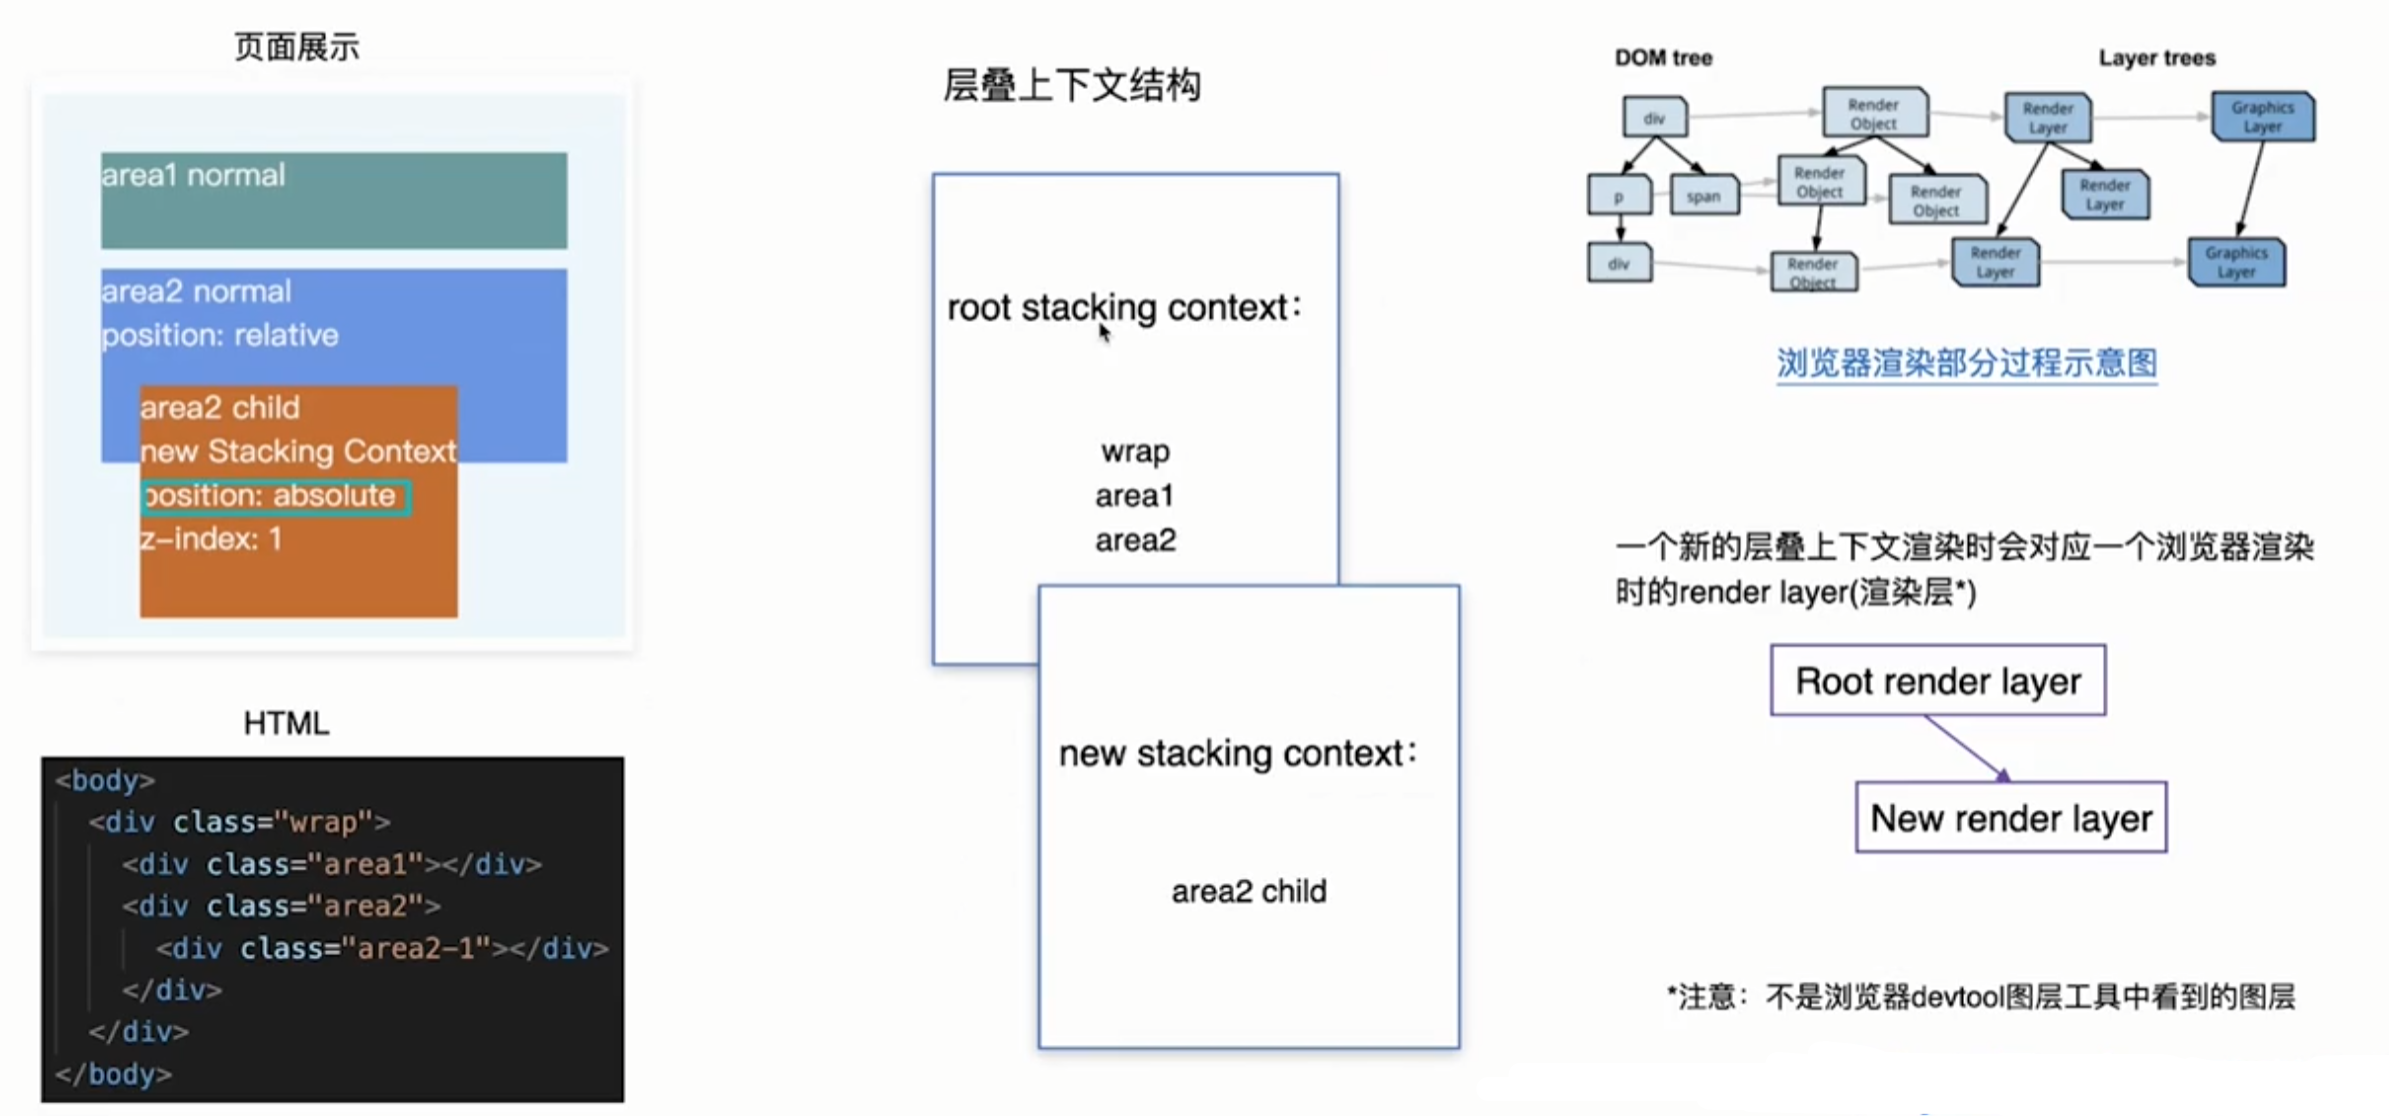 页面展示
area1 normal
area2 normal
position: relative
area2 child
new Stacking Context
position: absolute
z-index: 1
HTML
<body>
<div class="wrap">
<div class="area1"></div>
<div class="area2">
<div class="area2-1"></div>
</div>
</div>
</body>
层叠上下文结构
root stacking context：
wrap
area1
area2
new stacking context：
area2 child
DOM tree
Layer trees
div
Render
Object
Render
Layer
Graphics
Layer
p
span
Render
Object
Render
Object
Render
Layer
div
Render
Object
Render
Layer
Graphics
Layer
浏览器渲染部分过程示意图
一个新的层叠上下文渲染时会对应一个浏览器渲染
时的render layer(渲染层*)
Root render layer
New render layer
*注意：不是浏览器devtool图层工具中看到的图层